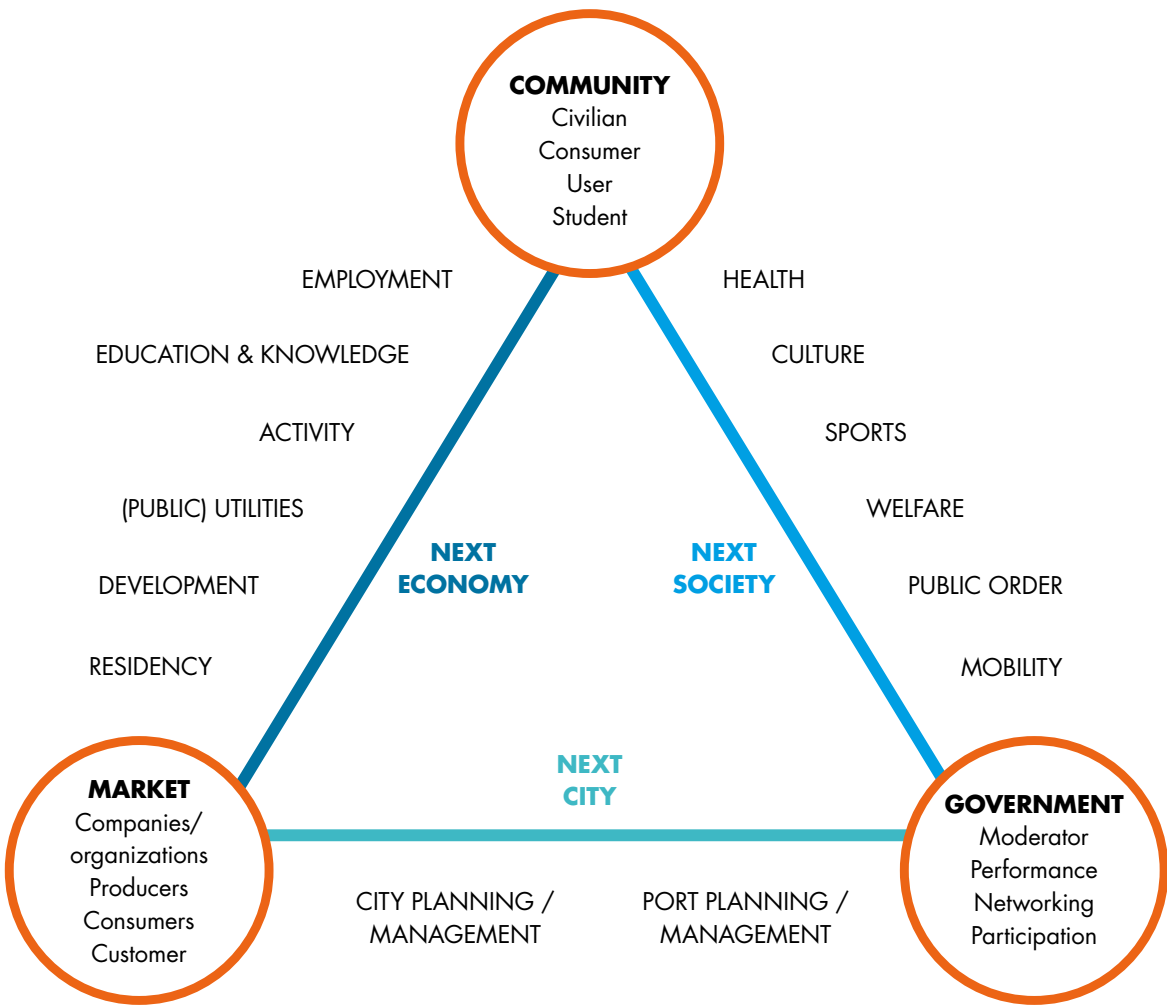 COMMUNITY
Civilian
Consumer
User
Student
EMPLOYMENT
HEALTH
EDUCATION & KNOWLEDGE
CULTURE
ACTIVITY
SPORTS
(PUBLIC) UTILITIES
WELFARE
NEXT
ECONOMY
NEXT
SOCIETY
DEVELOPMENT
PUBLIC ORDER
RESIDENCY
MOBILITY
NEXT
CITY
MARKET
Companies/
organizations
Producers
Consumers
Customer
GOVERNMENT
Moderator
Performance
Networking
Participation
CITY PLANNING /
MANAGEMENT
PORT PLANNING /
MANAGEMENT